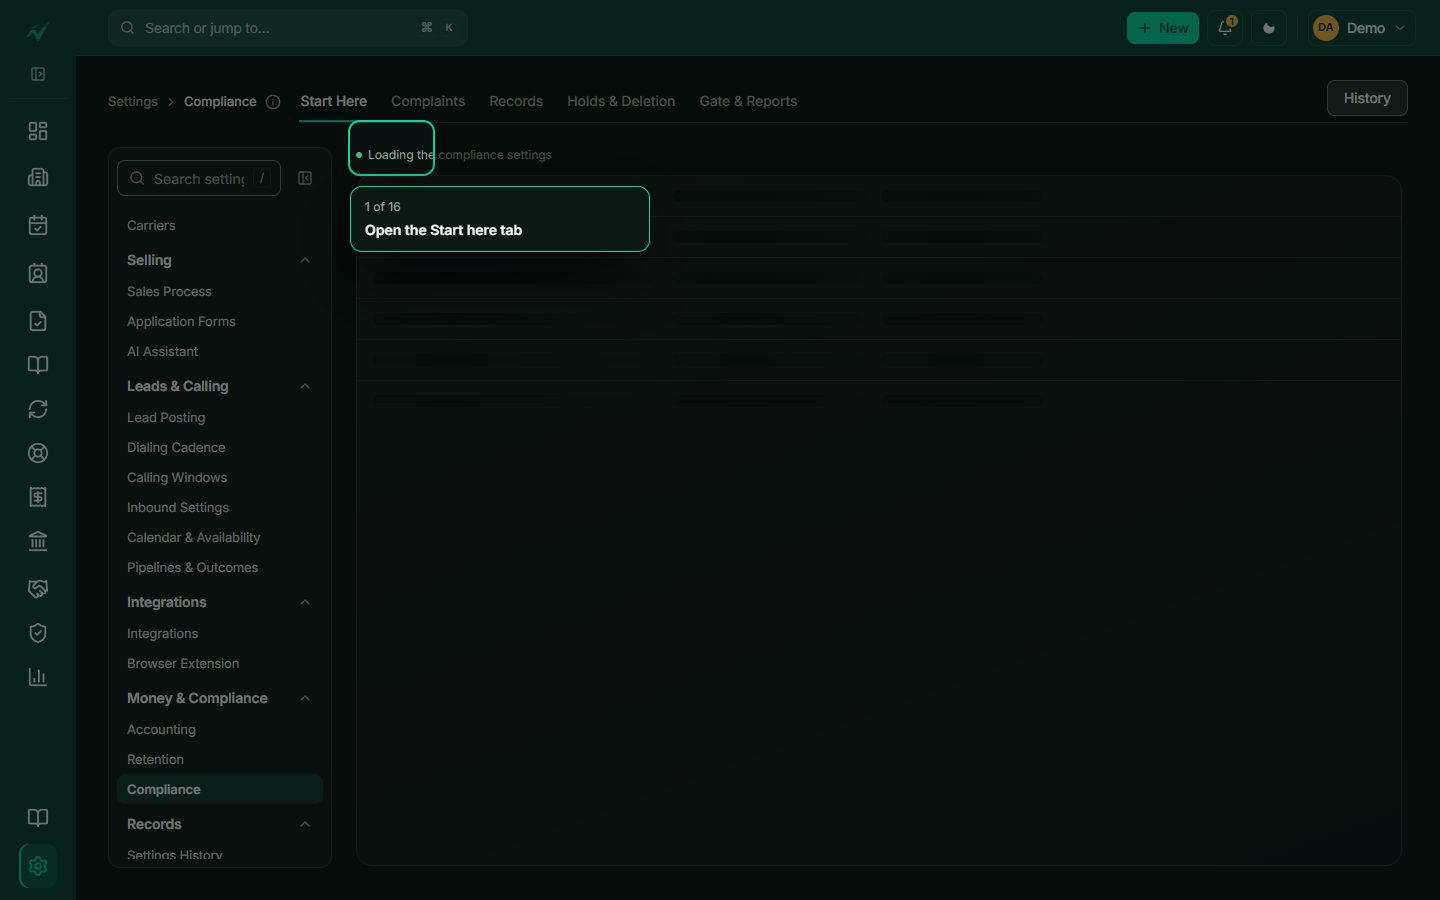 Search or jump to...
⌘ K
New
1
DA
Demo
Settings
Compliance
Start Here
Complaints
Records
Holds & Deletion
Gate & Reports
History
Search setting
/
Loading the compliance settings
1 of 16
Open the Start here tab
Carriers
Selling
Sales Process
Application Forms
AI Assistant
Leads & Calling
Lead Posting
Dialing Cadence
Calling Windows
Inbound Settings
Calendar & Availability
Pipelines & Outcomes
Integrations
Integrations
Browser Extension
Money & Compliance
Accounting
Retention
Compliance
Records
Settings History